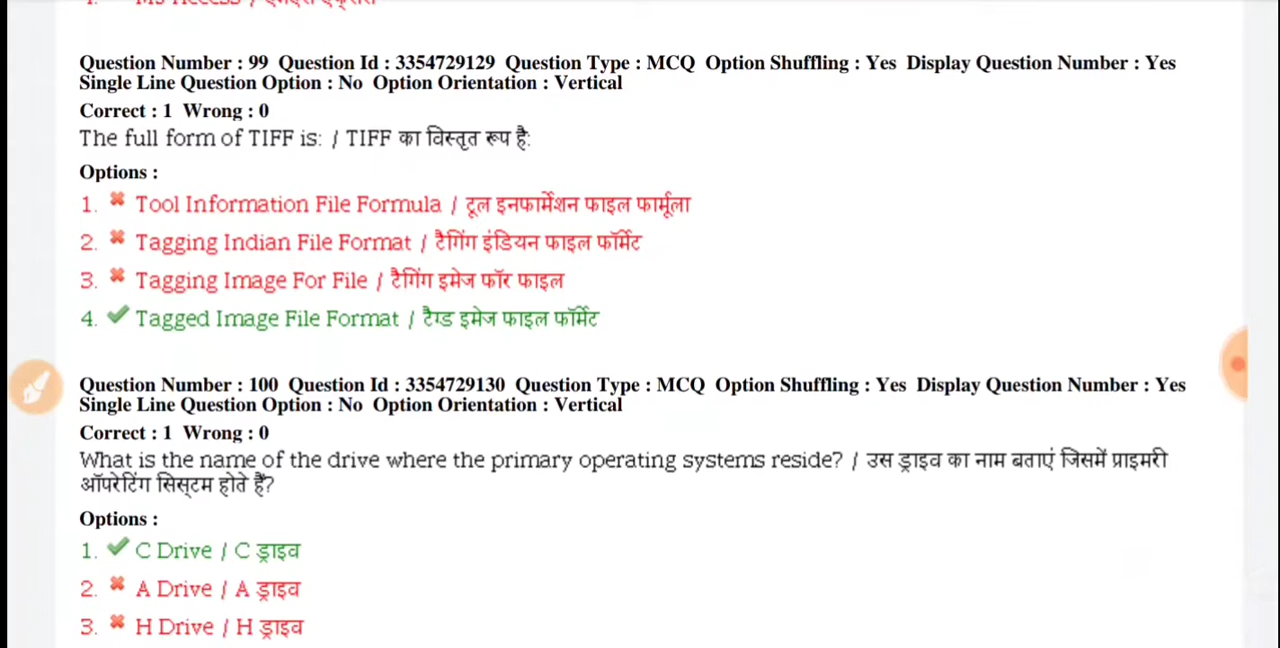 4. MS Access / एमएस एक्सेस
Question Number : 99 Question Id : 3354729129 Question Type : MCQ Option Shuffling : Yes Display Question Number : Yes
Single Line Question Option : No Option Orientation : Vertical
Correct : 1 Wrong : 0
The full form of TIFF is: / TIFF का विस्तृत रूप है:
Options :
1. Tool Information File Formula / टूल इनफार्मेशन फाइल फार्मूला
2. Tagging Indian File Format / टैगिंग इंडियन फाइल फॉर्मेट
3. Tagging Image For File / टैगिंग इमेज फॉर फाइल
4. Tagged Image File Format / टैग्ड इमेज फाइल फॉर्मेट
Question Number : 100 Question Id : 3354729130 Question Type : MCQ Option Shuffling : Yes Display Question Number : Yes
Single Line Question Option : No Option Orientation : Vertical
Correct : 1 Wrong : 0
What is the name of the drive where the primary operating systems reside? / उस ड्राइव का नाम बताएं जिसमें प्राइमरी
ऑपरेटिंग सिस्टम होते हैं?
Options :
1. C Drive / C ड्राइव
2. A Drive / A ड्राइव
3. H Drive / H ड्राइव